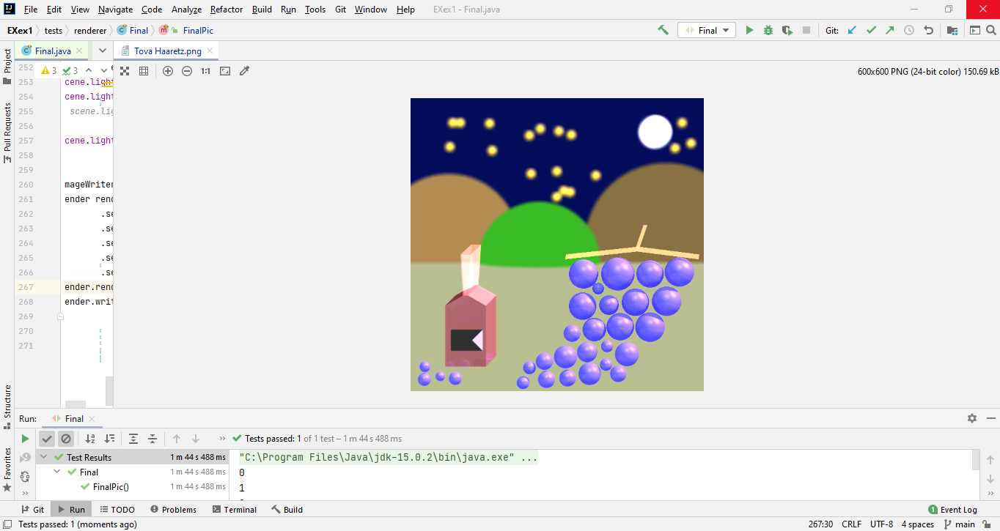 File Edit View Navigate Code Analyze Refactor Build Run Tools Git Window Help EXex1 - Final.java
EXex1 tests renderer Final FinalPic
Final Git:
Final.java Tova Haaretz.png
Project
Pull Requests
Structure
Favorites
3 3
1:1
600x600 PNG (24-bit color) 150.69 kB
252
253 cene.light
254 cene.light
255 scene.lig
256
257 cene.light
258
259
260 mageWriter
261 ender rend
262 .se
263 .se
264 .se
265 .se
266 .se
267 ender.rend
268 ender.writ
269
270
271
Run: Final
Tests passed: 1 of 1 test – 1 m 44 s 488 ms
Test Results 1 m 44 s 488 ms
Final 1 m 44 s 488 ms
FinalPic() 1 m 44 s 488 ms
"C:\Program Files\Java\jdk-15.0.2\bin\java.exe" ...
0
1
Git Run TODO Problems Terminal Build 1 Event Log
Tests passed: 1 (moments ago) 267:30 CRLF UTF-8 4 spaces main